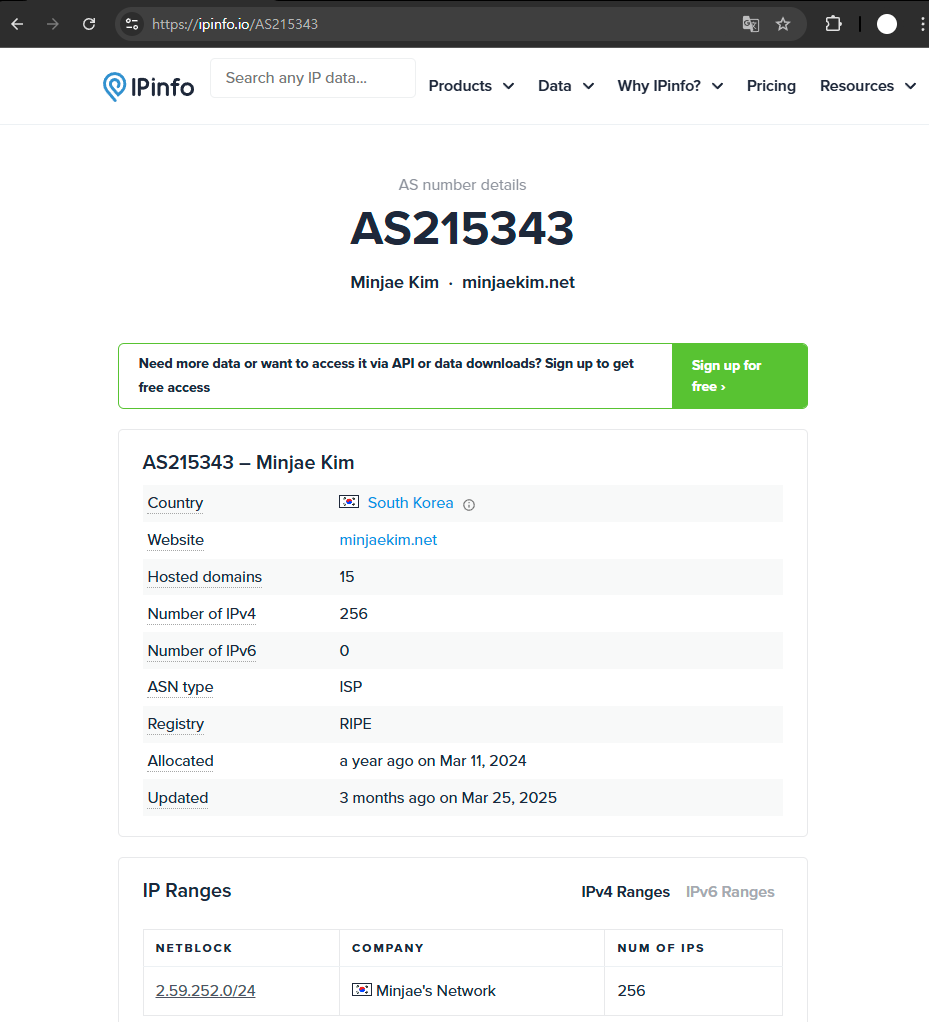 https://ipinfo.io/AS215343
IPinfo
Search any IP data...
Products
Data
Why IPinfo?
Pricing
Resources
AS number details
AS215343
Minjae Kim · minjaekim.net
Need more data or want to access it via API or data downloads? Sign up to get
free access
Sign up for
free ›
AS215343 – Minjae Kim
Country South Korea
Website minjaekim.net
Hosted domains 15
Number of IPv4 256
Number of IPv6 0
ASN type ISP
Registry RIPE
Allocated a year ago on Mar 11, 2024
Updated 3 months ago on Mar 25, 2025
IP Ranges
IPv4 Ranges IPv6 Ranges
NETBLOCK COMPANY NUM OF IPS
2.59.252.0/24 Minjae's Network 256